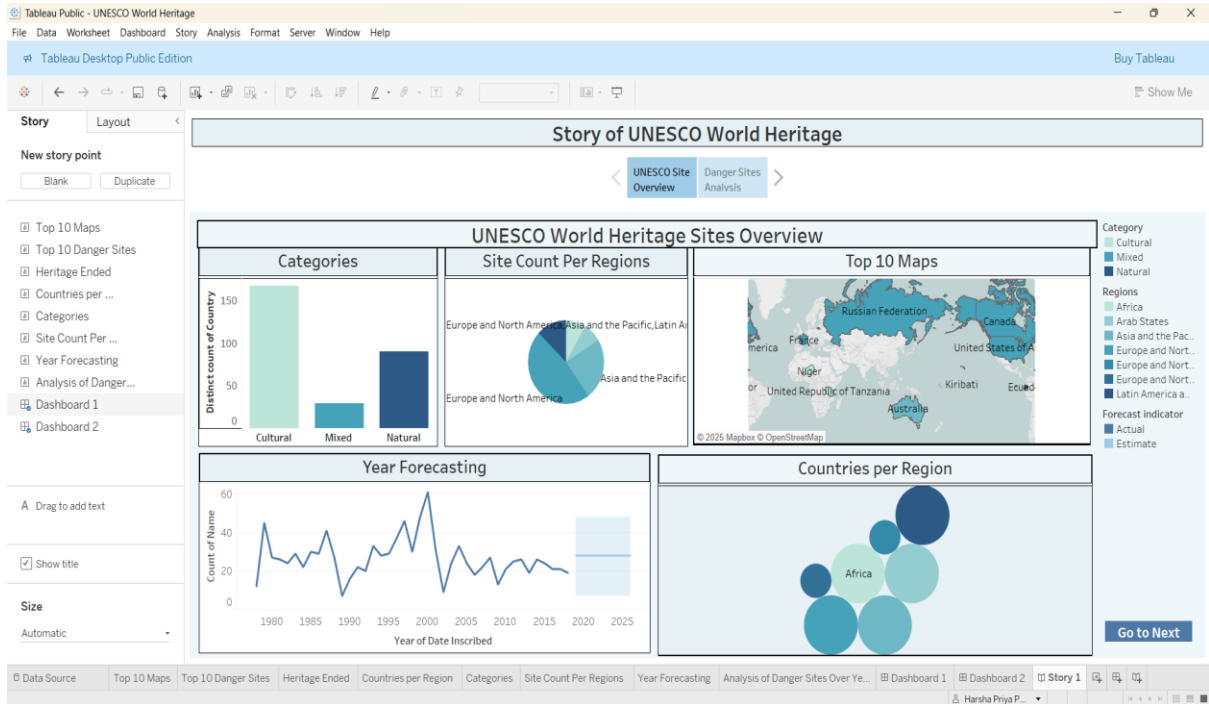 Tableau Public - UNESCO World Heritage
File Data Worksheet Dashboard Story Analysis Format Server Window Help
Tableau Desktop Public Edition
Buy Tableau
Show Me
Story Layout
New story point
Blank Duplicate
Top 10 Maps
Top 10 Danger Sites
Heritage Ended
Countries per ...
Categories
Site Count Per ...
Year Forecasting
Analysis of Danger...
Dashboard 1
Dashboard 2
A Drag to add text
Show title
Size
Automatic
Story of UNESCO World Heritage
UNESCO Site
Overview
Danger Sites
Analysis
UNESCO World Heritage Sites Overview
Categories
Distinct count of Country
150
100
50
0
Cultural Mixed Natural
Site Count Per Regions
Europe and North America,Asia and the Pacific,Latin Ar
Asia and the Pacific
Europe and North America
Top 10 Maps
Russian Federation
Canada
merica
France
United States of A
Niger
or
United Republic of Tanzania
Kiribati
Ecuad
Australia
© 2025 Mapbox © OpenStreetMap
Year Forecasting
Count of Name
60
40
20
0
1980 1985 1990 1995 2000 2005 2010 2015 2020 2025
Year of Date Inscribed
Countries per Region
Africa
Category
Cultural
Mixed
Natural
Regions
Africa
Arab States
Asia and the Pac..
Europe and Nort..
Europe and Nort..
Europe and Nort..
Latin America a..
Forecast indicator
Actual
Estimate
Go to Next
Data Source Top 10 Maps Top 10 Danger Sites Heritage Ended Countries per Region Categories Site Count Per Regions Year Forecasting Analysis of Danger Sites Over Ye... Dashboard 1 Dashboard 2 Story 1
Harsha Priya P...